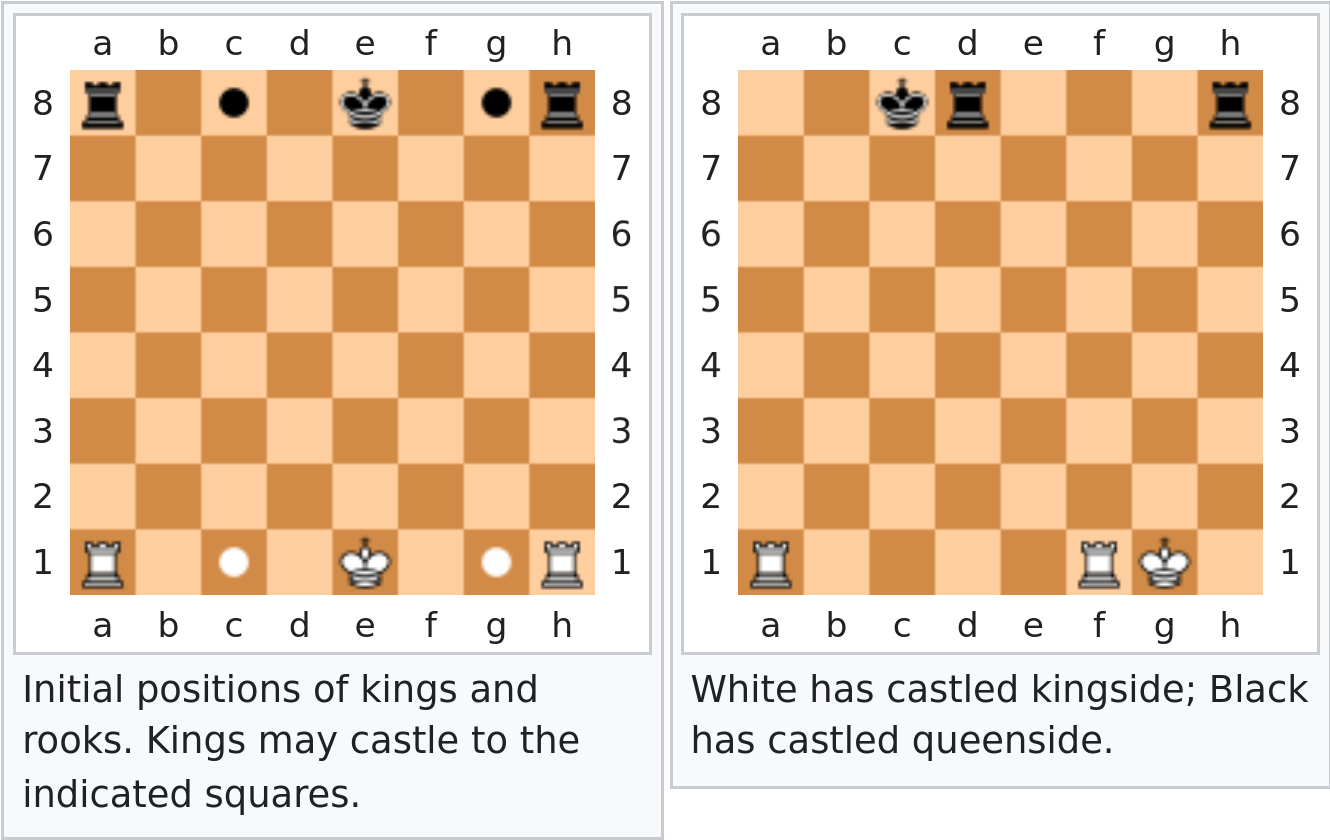 a b c d e f g h
8 8
7 7
6 6
5 5
4 4
3 3
2 2
1 1
a b c d e f g h
Initial positions of kings and
rooks. Kings may castle to the
indicated squares.
a b c d e f g h
8 8
7 7
6 6
5 5
4 4
3 3
2 2
1 1
a b c d e f g h
White has castled kingside; Black
has castled queenside.